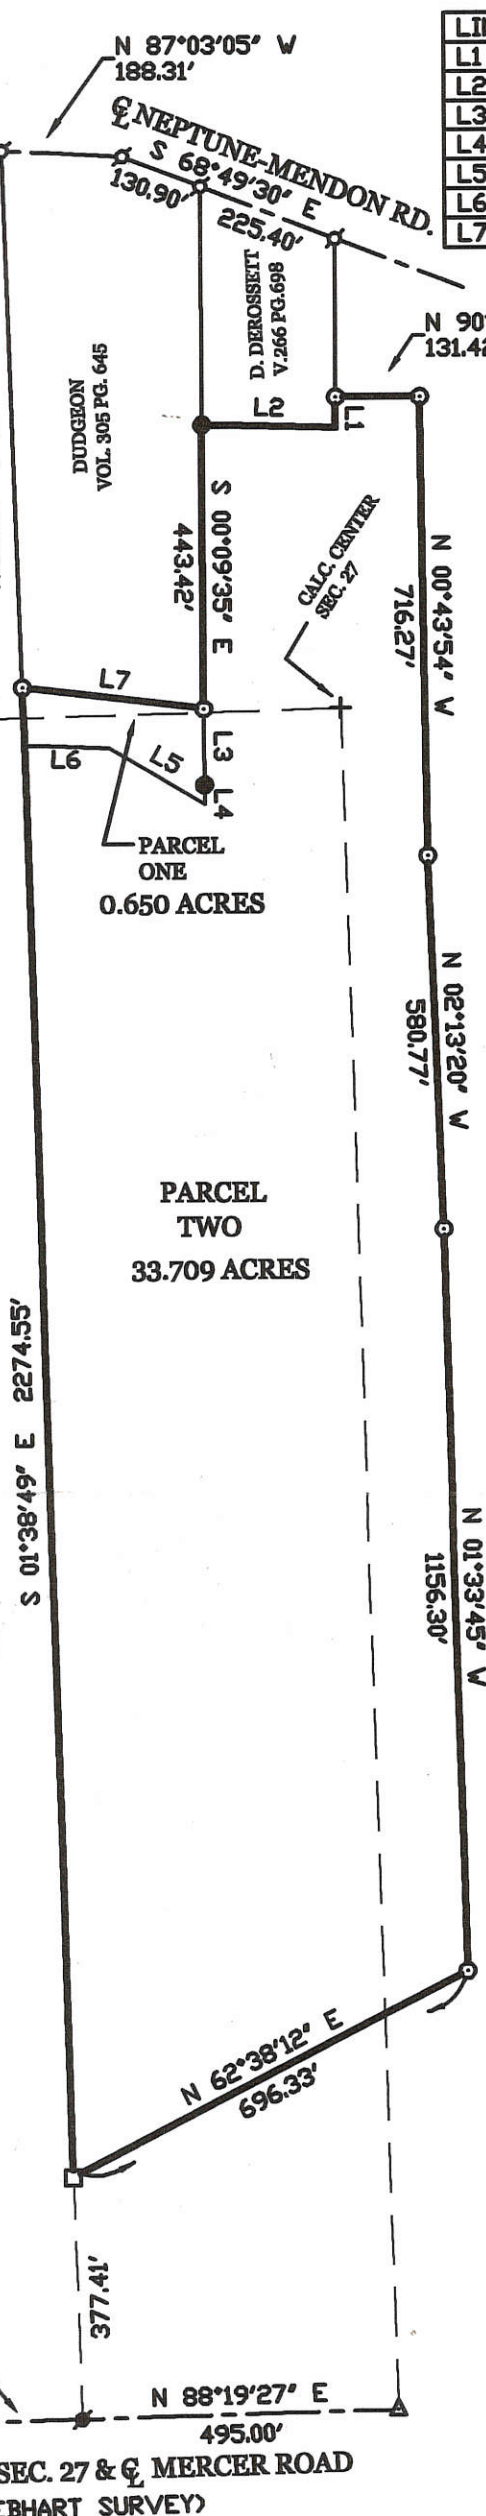 N 87°03'05" W
188.31'
℄ NEPTUNE-MENDON RD.
S 68°49'30" E
130.90'
225.40'
L1
L2
L3
L4
L5
L6
L7
N 90°
131.42
D. DEROSSETT
V.266 PG.698
DUDGEON
VOL. 305 PG. 645
L2
L1
S 00°09'35" E
443.42'
CALC. CENTER
SEC. 27
N 00°43'54" W
716.27'
L7
L3
L6
L5
L4
PARCEL
ONE
0.650 ACRES
N 02°13'20" W
580.77'
PARCEL
TWO
33.709 ACRES
S 01°38'49" E 2274.55'
N 01°33'45" W
1156.30'
N 62°38'12" E
696.33'
377.41'
N 88°19'27" E
495.00'
SEC. 27 & ℄ MERCER ROAD
EBHART SURVEY)